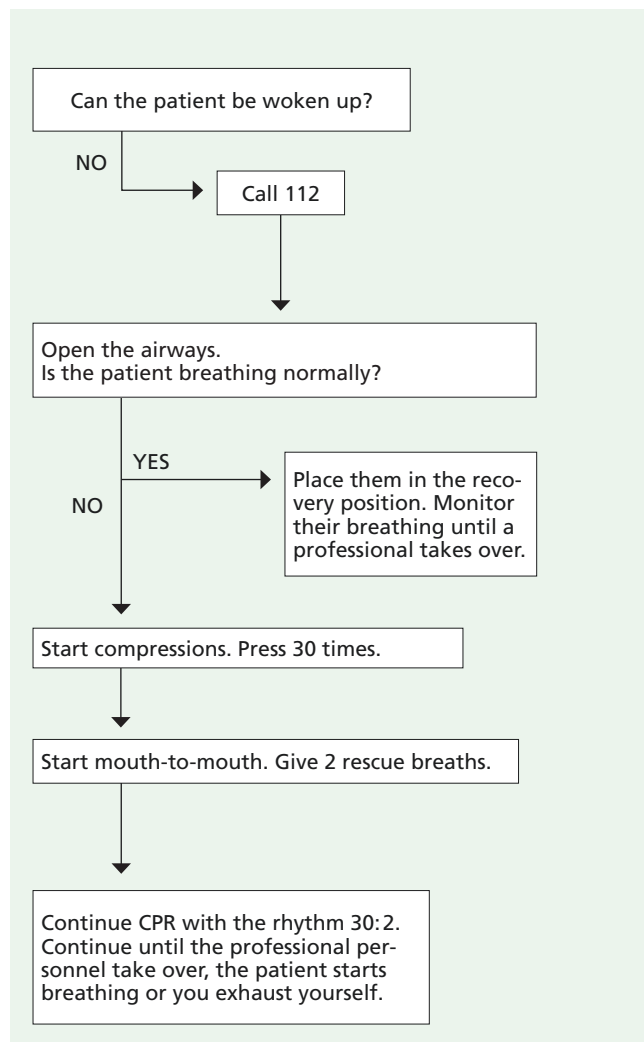 Can the patient be woken up?
NO
Call 112
Open the airways.
Is the patient breathing normally?
YES
Place them in the reco-
very position. Monitor
their breathing until a
professional takes over.
NO
Start compressions. Press 30 times.
Start mouth-to-mouth. Give 2 rescue breaths.
Continue CPR with the rhythm 30:2.
Continue until the professional per-
sonnel take over, the patient starts
breathing or you exhaust yourself.